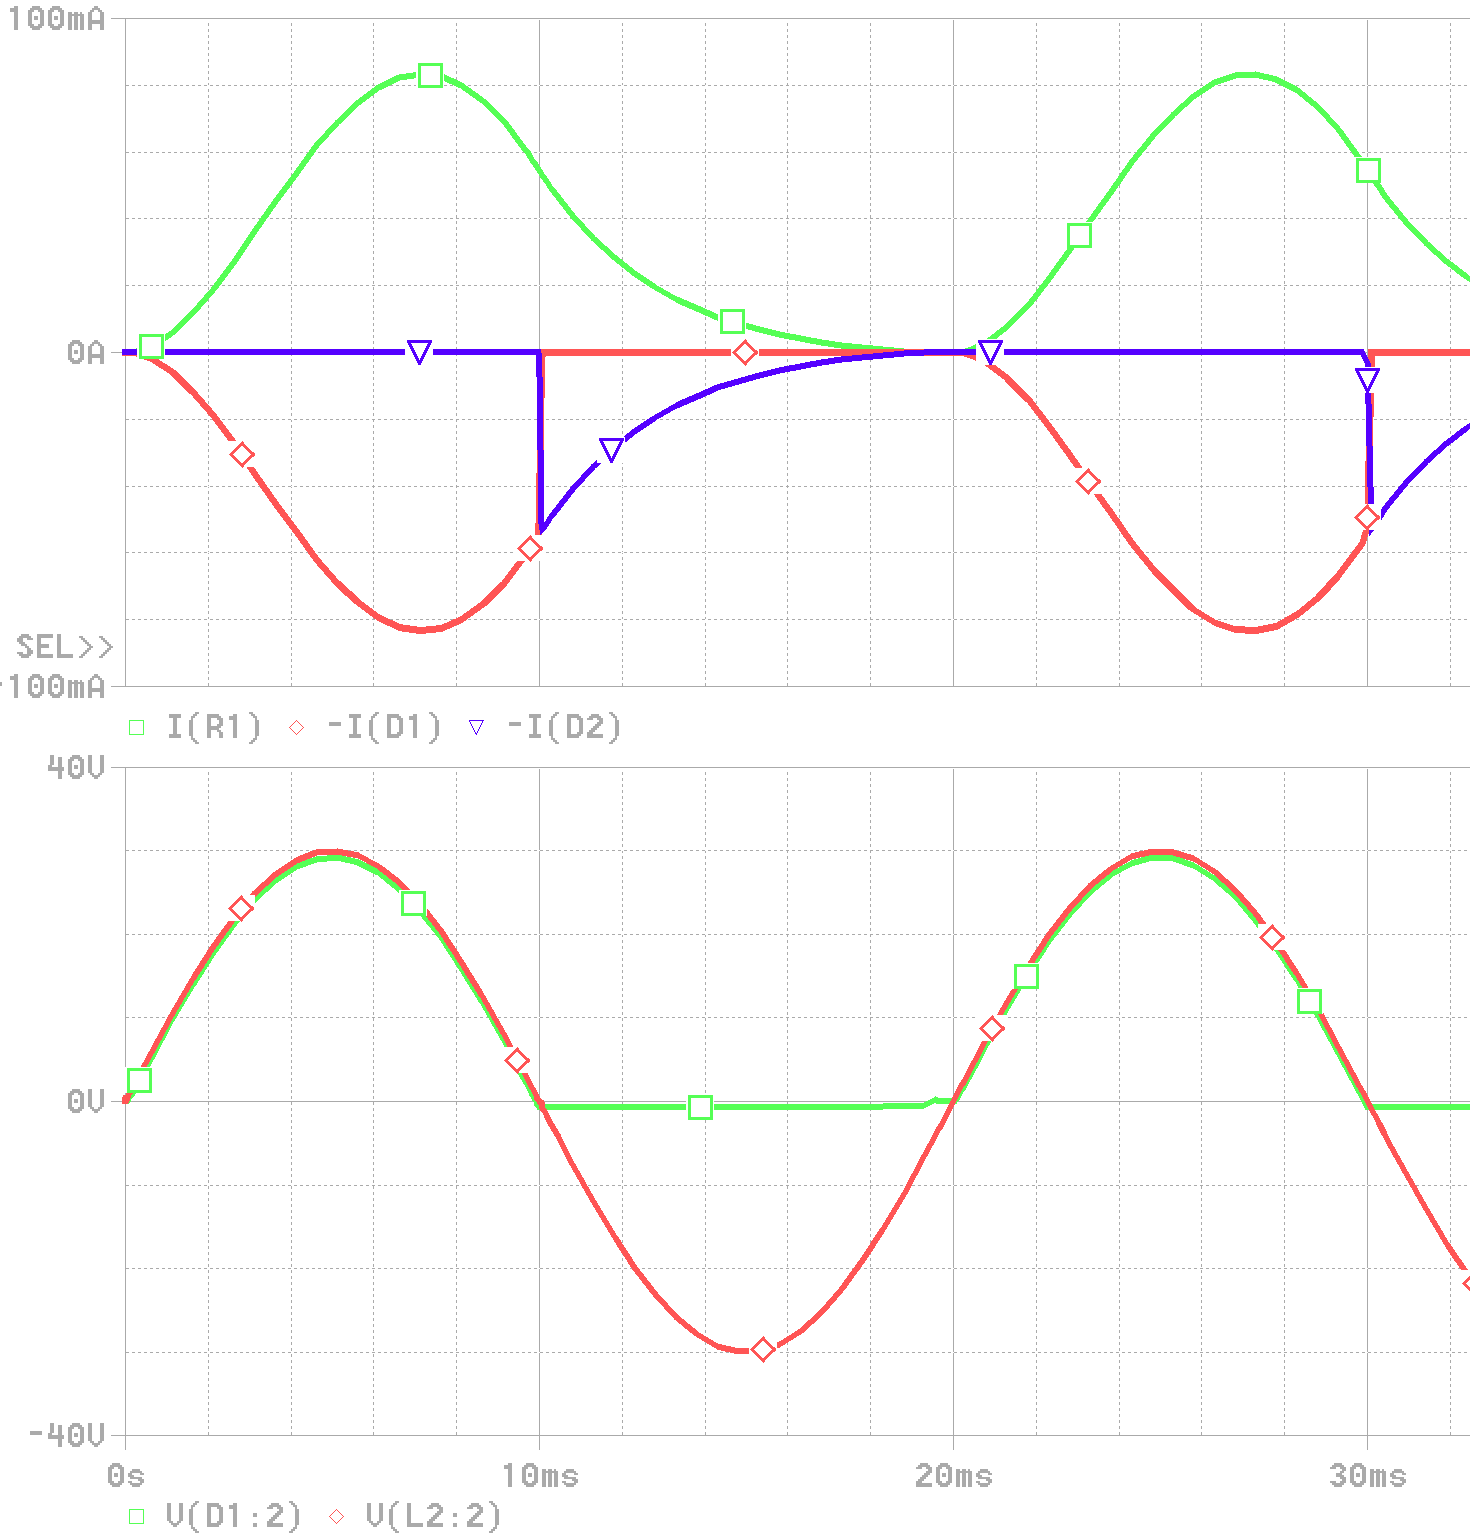 100mA
0A
SEL>>
-100mA
I(R1) -I(D1) -I(D2)
40V
0V
-40V
0s 10ms 20ms 30ms
V(D1:2) V(L2:2)